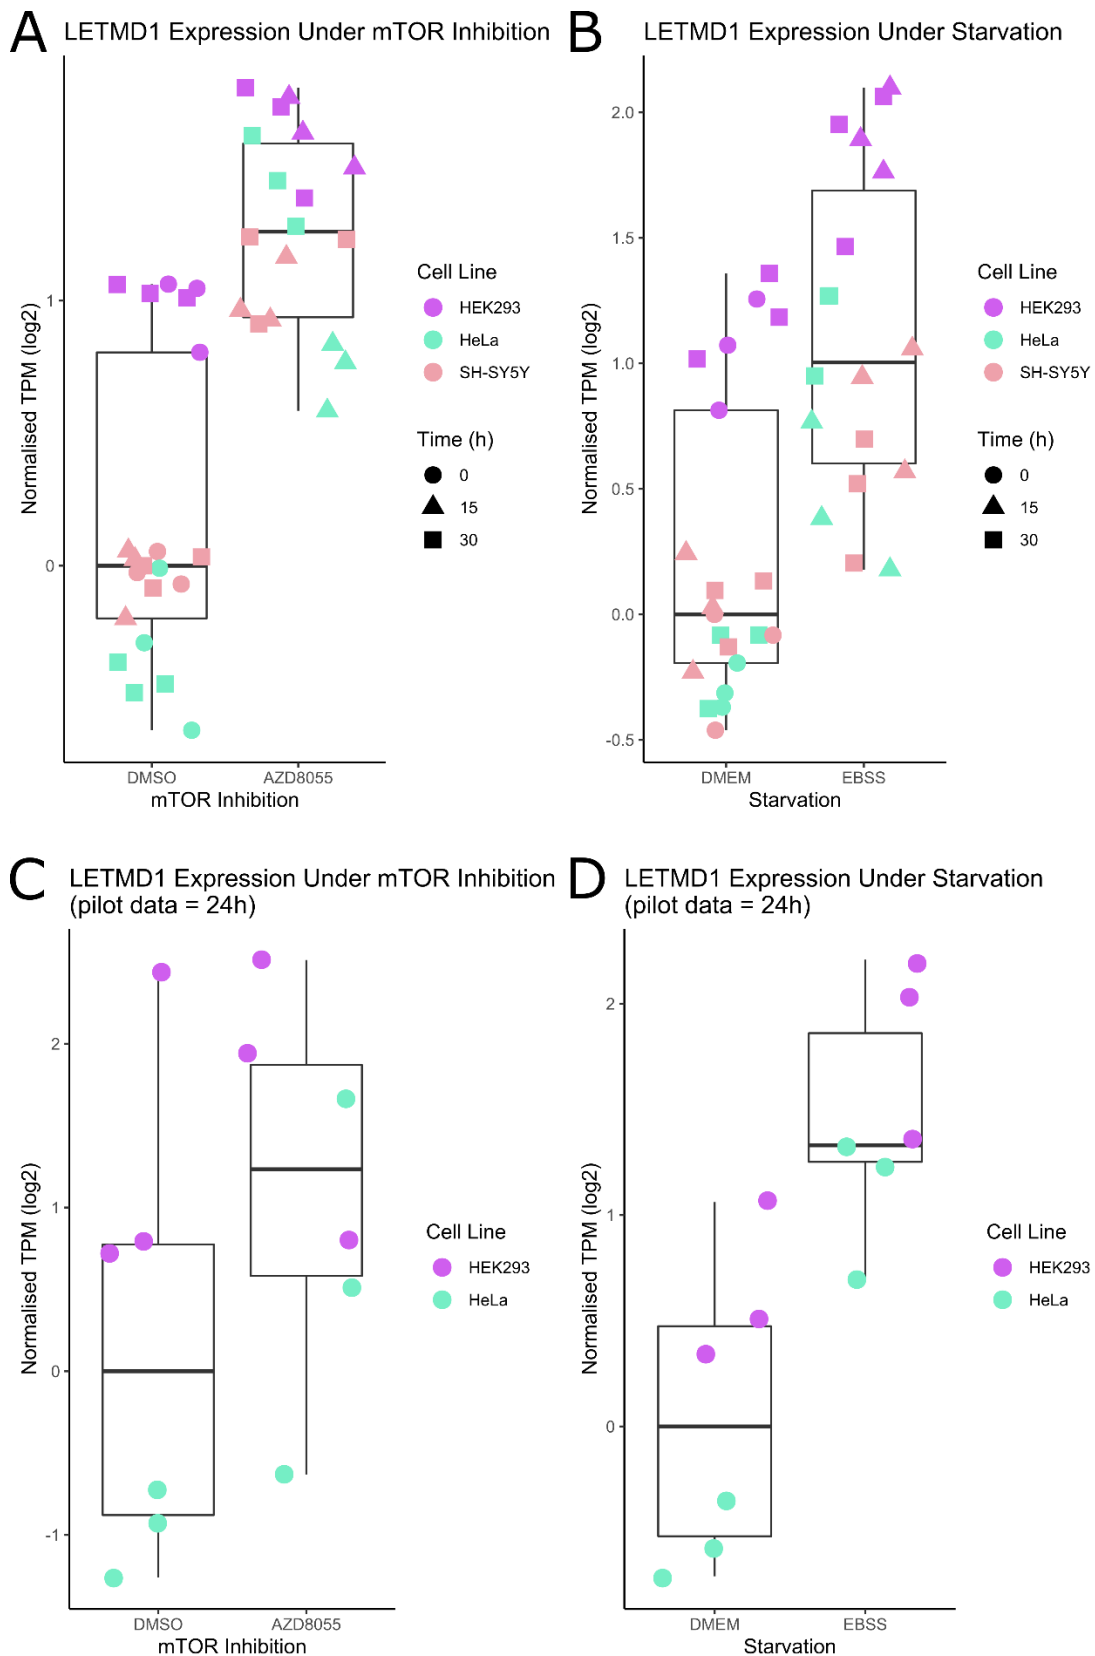 A LETMD1 Expression Under mTOR Inhibition
Normalised TPM (log2)
1
0
DMSO AZD8055
mTOR Inhibition
Cell Line
HEK293
HeLa
SH-SY5Y
Time (h)
0
15
30
B LETMD1 Expression Under Starvation
Normalised TPM (log2)
2.0
1.5
1.0
0.5
0.0
-0.5
DMEM EBSS
Starvation
Cell Line
HEK293
HeLa
SH-SY5Y
Time (h)
0
15
30
C LETMD1 Expression Under mTOR Inhibition
(pilot data = 24h)
Normalised TPM (log2)
2
1
0
-1
DMSO AZD8055
mTOR Inhibition
Cell Line
HEK293
HeLa
D LETMD1 Expression Under Starvation
(pilot data = 24h)
Normalised TPM (log2)
2
1
0
DMEM EBSS
Starvation
Cell Line
HEK293
HeLa